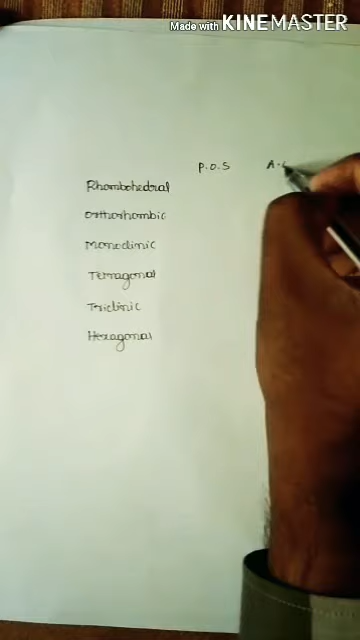 Made with KINEMASTER
P.O.S A.
Rhombohedral
Orthorhombic
Monoclinic
Tetragonal
Triclinic
Hexagonal